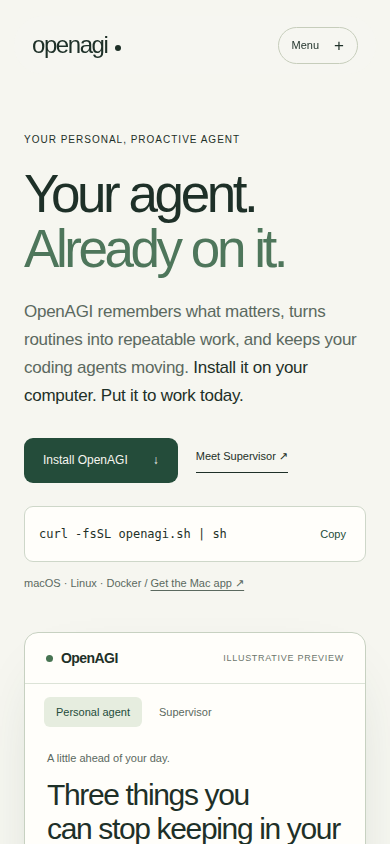 openagi
Menu +
YOUR PERSONAL, PROACTIVE AGENT
Your agent.
Already on it.
OpenAGI remembers what matters, turns
routines into repeatable work, and keeps your
coding agents moving. Install it on your
computer. Put it to work today.
Install OpenAGI ↓
Meet Supervisor ↗
curl -fsSL openagi.sh | sh
Copy
macOS · Linux · Docker / Get the Mac app ↗
OpenAGI
ILLUSTRATIVE PREVIEW
Personal agent
Supervisor
A little ahead of your day.
Three things you
can stop keeping in your